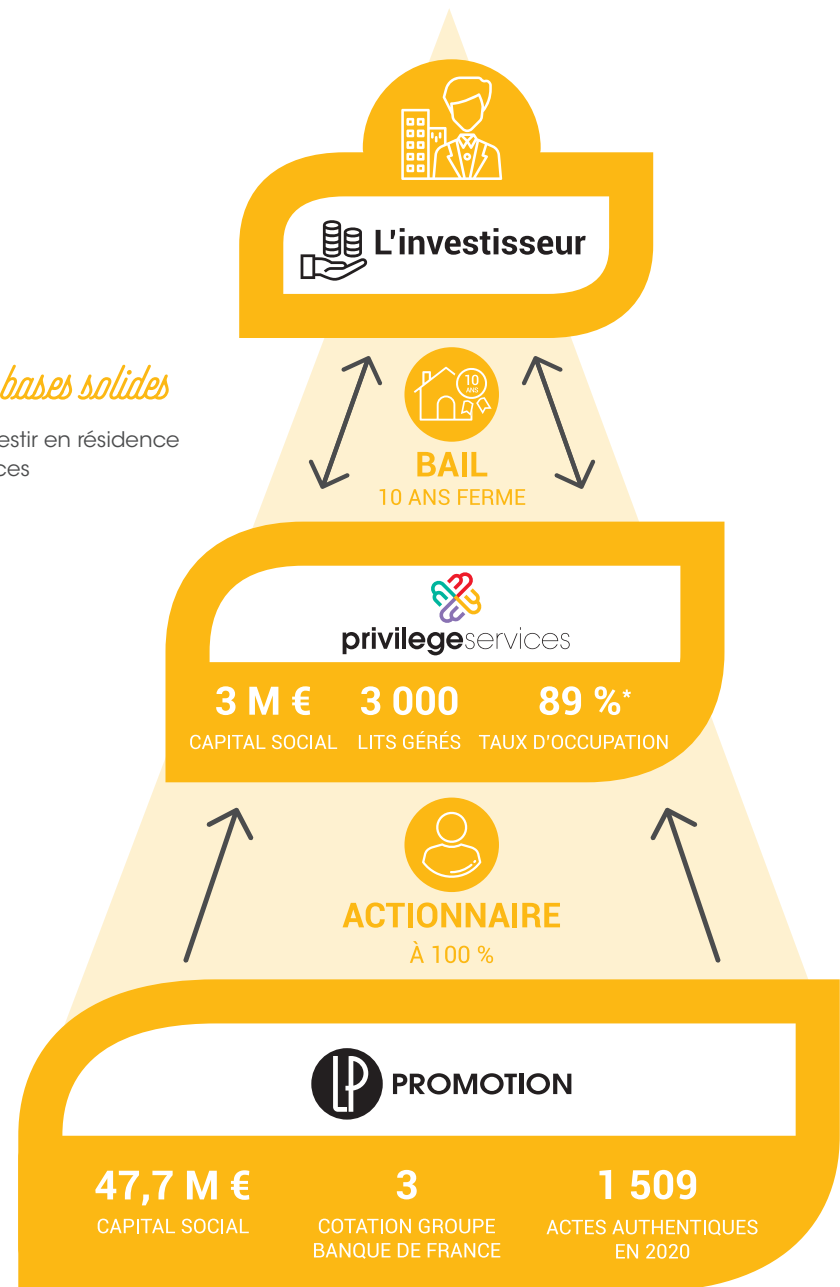 L'investisseur
bases solides
estir en résidence
ces
10
ANS
BAIL
10 ANS FERME
privilegeservices
3 M € 3 000 89 %*
CAPITAL SOCIAL LITS GÉRÉS TAUX D'OCCUPATION
ACTIONNAIRE
À 100 %
LP PROMOTION
47,7 M € 3 1 509
CAPITAL SOCIAL COTATION GROUPE ACTES AUTHENTIQUES
BANQUE DE FRANCE EN 2020